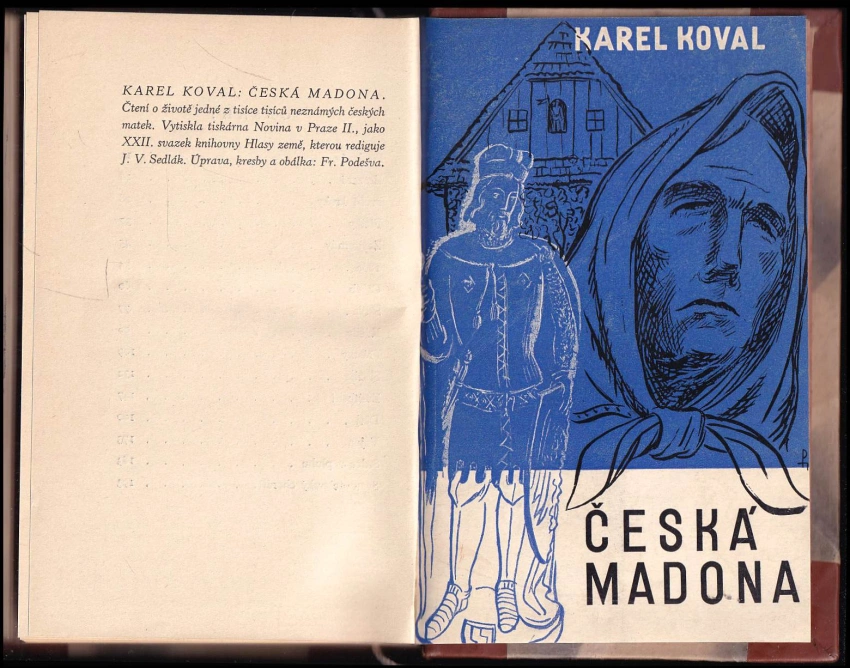 KAREL KOVAL: ČESKÁ MADONA.
Čtení o životě jedné z tisíce tisíců neznámých českých
matek. Vytiskla tiskárna Novina v Praze II., jako
XXII. svazek knihovny Hlasy země, kterou rediguje
J. V. Sedlák. Úprava, kresby a obálka: Fr. Podešva.
KAREL KOVAL
ČESKÁ
MADONA